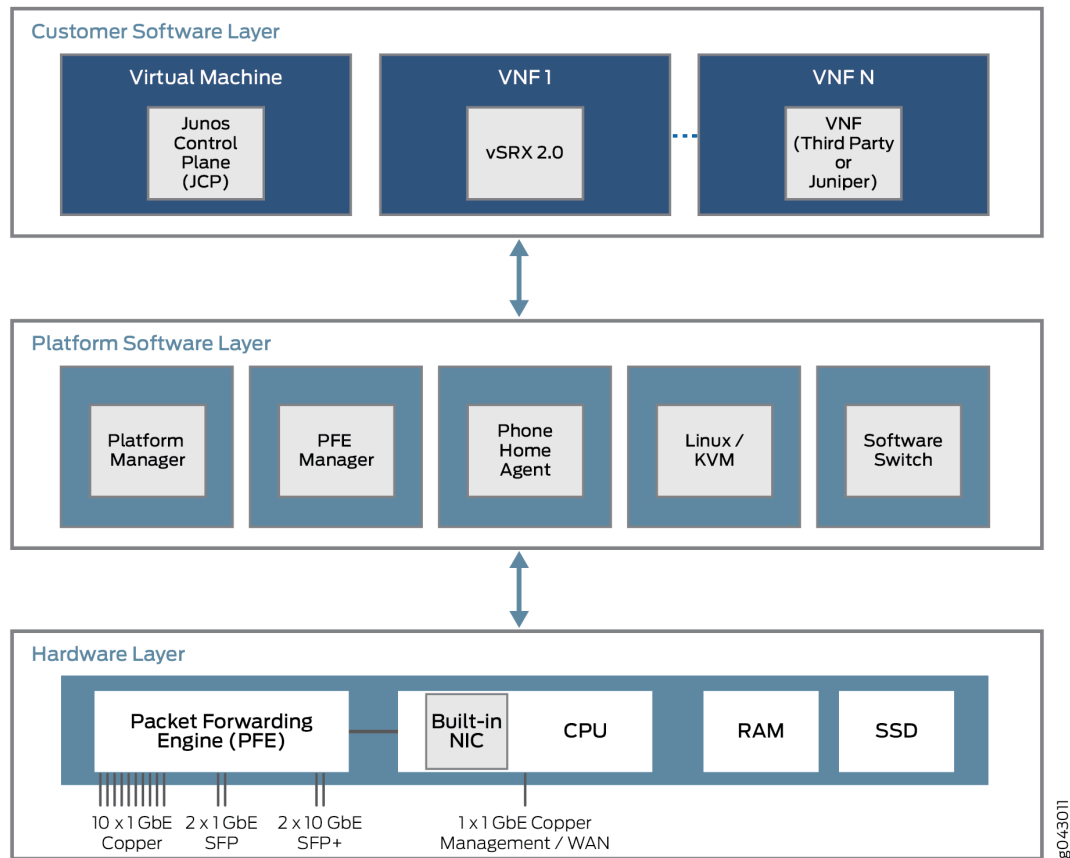 Customer Software Layer
Virtual Machine
Junos
Control
Plane
(JCP)
VNF 1
vSRX 2.0
VNF N
VNF
(Third Party
or
Juniper)
Platform Software Layer
Platform
Manager
PFE
Manager
Phone
Home
Agent
Linux /
KVM
Software
Switch
Hardware Layer
Packet Forwarding
Engine (PFE)
Built-in
NIC
CPU
RAM
SSD
10 x 1 GbE
Copper
2 x 1 GbE
SFP
2 x 10 GbE
SFP+
1 x 1 GbE Copper
Management / WAN
g043011